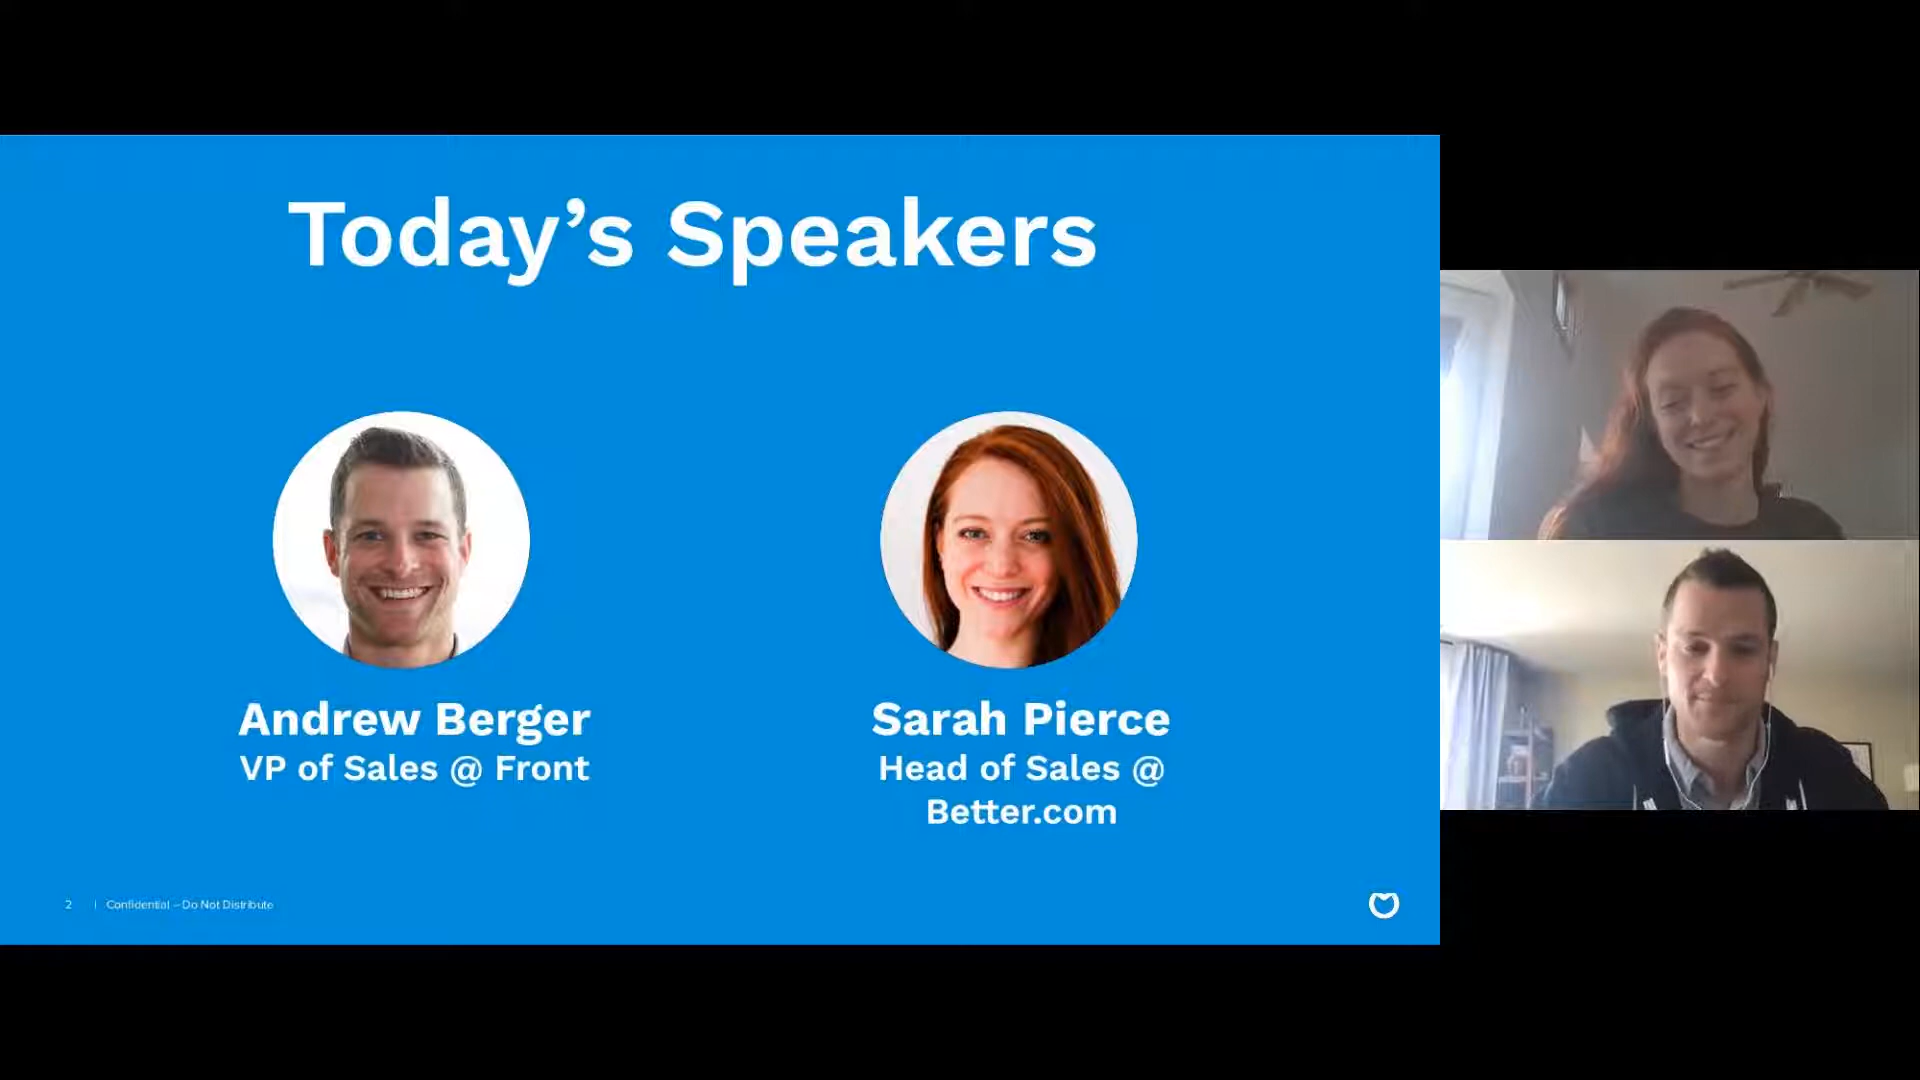 Today's Speakers
Andrew Berger
VP of Sales @ Front
Sarah Pierce
Head of Sales @
Better.com
2 | Confidential – Do Not Distribute